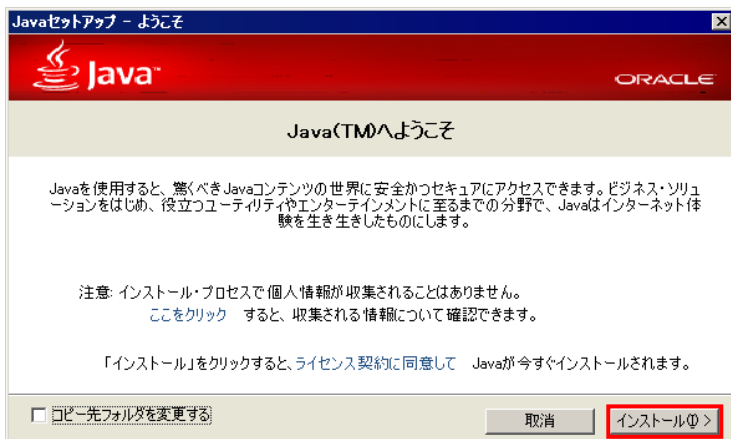 Javaセットアップ - ようこそ
Java™
ORACLE
Java(TM)へようこそ
Javaを使用すると、驚くべきJavaコンテンツの世界に安全かつセキュアにアクセスできます。ビジネス・ソリュ
ーションをはじめ、役立つユーティリティやエンターテインメントに至るまでの分野で、Javaはインターネット体
験を生き生きしたものにします。
注意: インストール・プロセスで個人情報が収集されることはありません。
ここをクリック すると、収集される情報について確認できます。
「インストール」をクリックすると、ライセンス契約に同意して Javaが今すぐインストールされます。
コピー先フォルダを変更する 取消 インストール(I) >